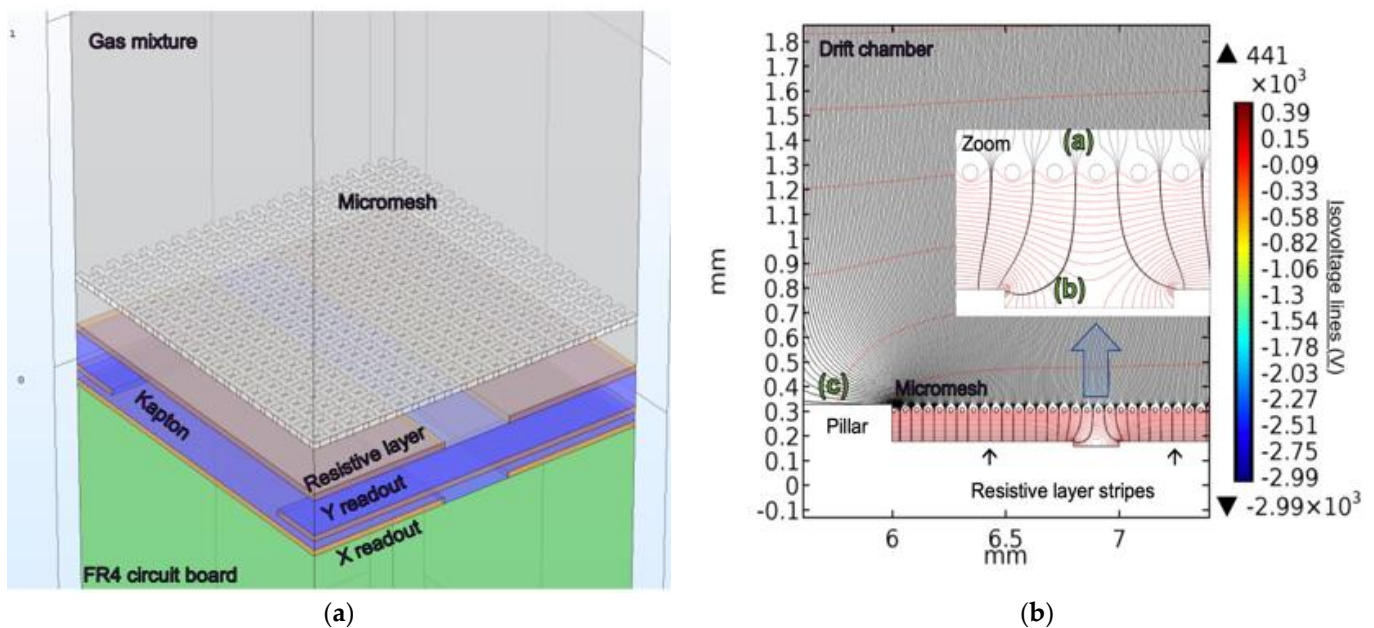 1
0
Gas mixture
Micromesh
Kapton
Resistive layer
Y readout
X readout
FR4 circuit board
(a)
mm
1.8
1.7
1.6
1.5
1.4
1.3
1.2
1.1
1
0.9
0.8
0.7
0.6
0.5
0.4
0.3
0.2
0.1
0
-0.1
Drift chamber
Zoom
(a)
(b)
(c)
Micromesh
Pillar
Resistive layer stripes
6
6.5
7
mm
▲ 441
×10³
0.39
0.15
-0.09
-0.33
-0.58
-0.82
-1.06
-1.30
-1.54
-1.78
-2.03
-2.27
-2.51
-2.75
-2.99
▼ -2.99×10³
Isovoltage lines (V)
(b)